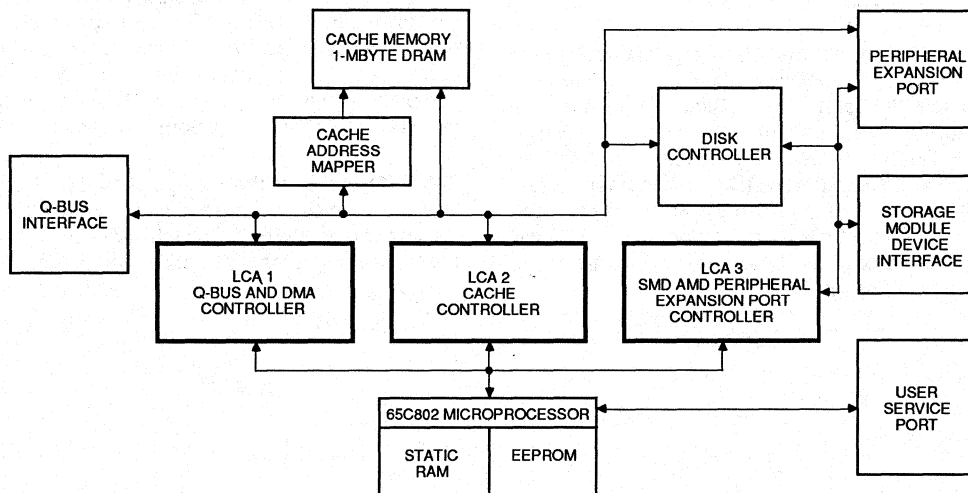 CACHE MEMORY
1-MBYTE DRAM
PERIPHERAL
EXPANSION
PORT
CACHE
ADDRESS
MAPPER
DISK
CONTROLLER
Q-BUS
INTERFACE
STORAGE
MODULE
DEVICE
INTERFACE
LCA 1
Q-BUS AND DMA
CONTROLLER
LCA 2
CACHE
CONTROLLER
LCA 3
SMD AMD PERIPHERAL
EXPANSION PORT
CONTROLLER
65C802 MICROPROCESSOR
STATIC
RAM
EEPROM
USER
SERVICE
PORT